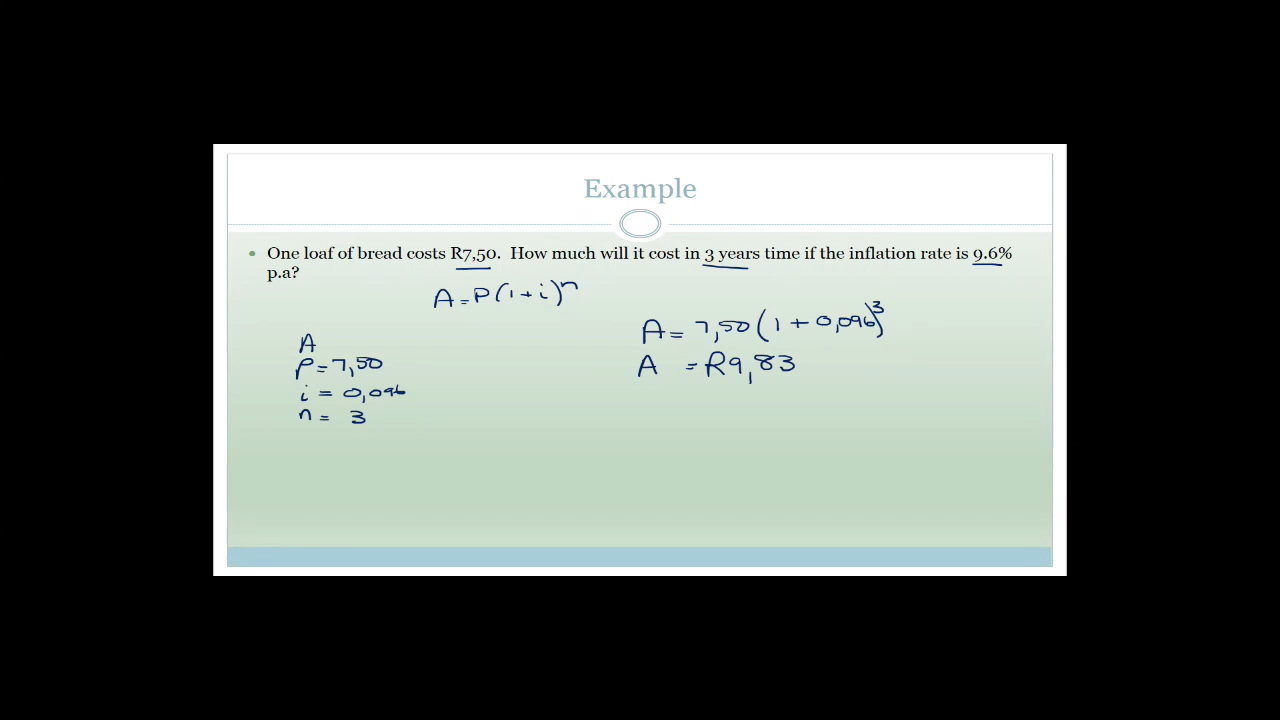 Example
One loaf of bread costs R7,50. How much will it cost in 3 years time if the inflation rate is 9.6%
p.a?
A = P(1+i)^n
A
P = 7,50
i = 0,096
n = 3
A = 7,50(1 + 0,096)^3
A = R9,83